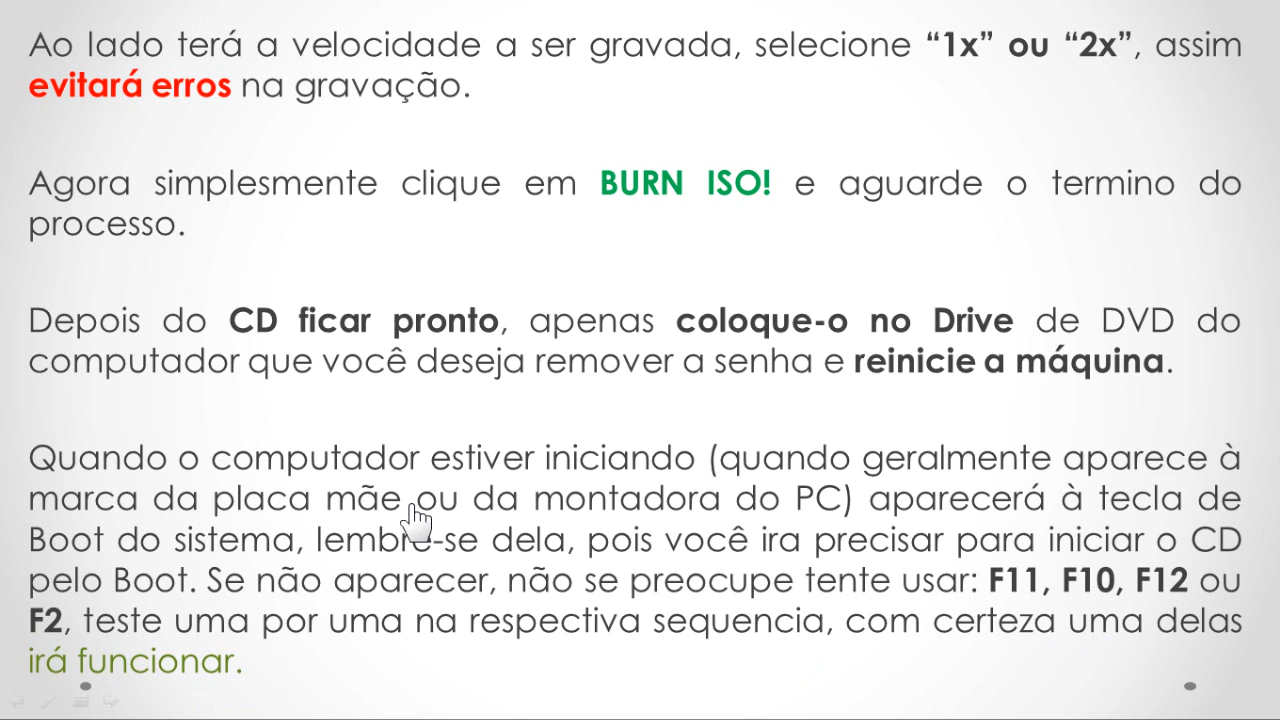 Ao lado terá a velocidade a ser gravada, selecione “1x” ou “2x”, assim
evitará erros na gravação.
Agora simplesmente clique em BURN ISO! e aguarde o termino do
processo.
Depois do CD ficar pronto, apenas coloque-o no Drive de DVD do
computador que você deseja remover a senha e reinicie a máquina.
Quando o computador estiver iniciando (quando geralmente aparece à
marca da placa mãe ou da montadora do PC) aparecerá à tecla de
Boot do sistema, lembre-se dela, pois você ira precisar para iniciar o CD
pelo Boot. Se não aparecer, não se preocupe tente usar: F11, F10, F12 ou
F2, teste uma por uma na respectiva sequencia, com certeza uma delas
irá funcionar.